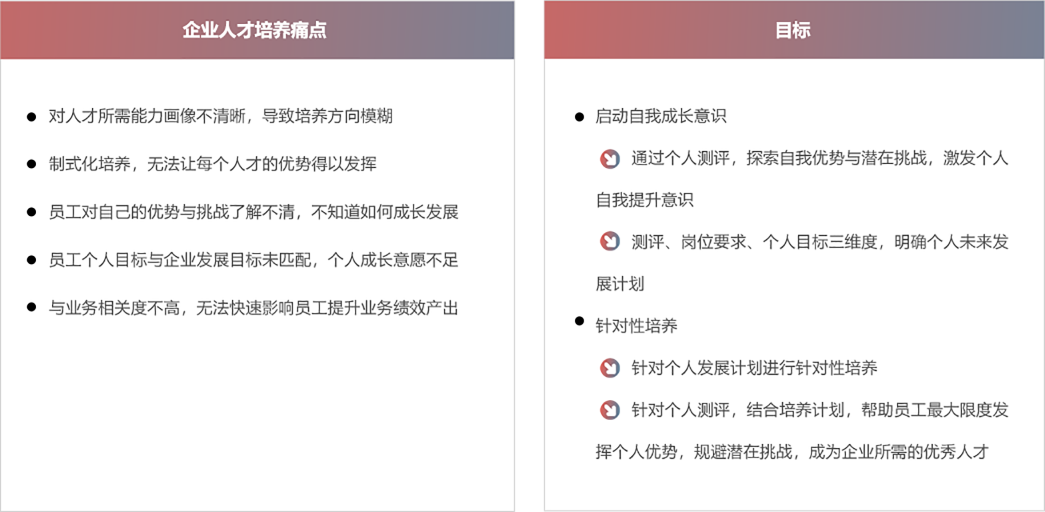 企业人才培养痛点
对人才所需能力画像不清晰，导致培养方向模糊
制式化培养，无法让每个人才的优势得以发挥
员工对自己的优势与挑战了解不清，不知道如何成长发展
员工个人目标与企业发展目标未匹配，个人成长意愿不足
与业务相关度不高，无法快速影响员工提升业务绩效产出
目标
启动自我成长意识
通过个人测评，探索自我优势与潜在挑战，激发个人
自我提升意识
测评、岗位要求、个人目标三维度，明确个人未来发
展计划
针对性培养
针对个人发展计划进行针对性培养
针对个人测评，结合培养计划，帮助员工最大限度发
挥个人优势，规避潜在挑战，成为企业所需的优秀人才